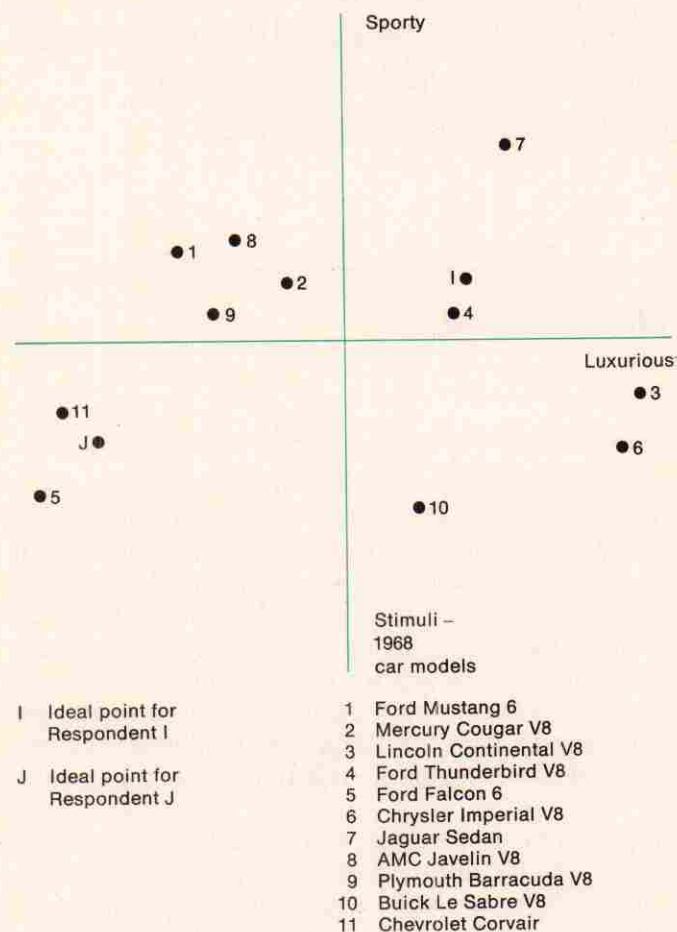 Sporty
7
8
1
2
I
9
4
Luxurious
3
11
J
6
5
10
Stimuli –
1968
car models
I Ideal point for
Respondent I
J Ideal point for
Respondent J
1 Ford Mustang 6
2 Mercury Cougar V8
3 Lincoln Continental V8
4 Ford Thunderbird V8
5 Ford Falcon 6
6 Chrysler Imperial V8
7 Jaguar Sedan
8 AMC Javelin V8
9 Plymouth Barracuda V8
10 Buick Le Sabre V8
11 Chevrolet Corvair